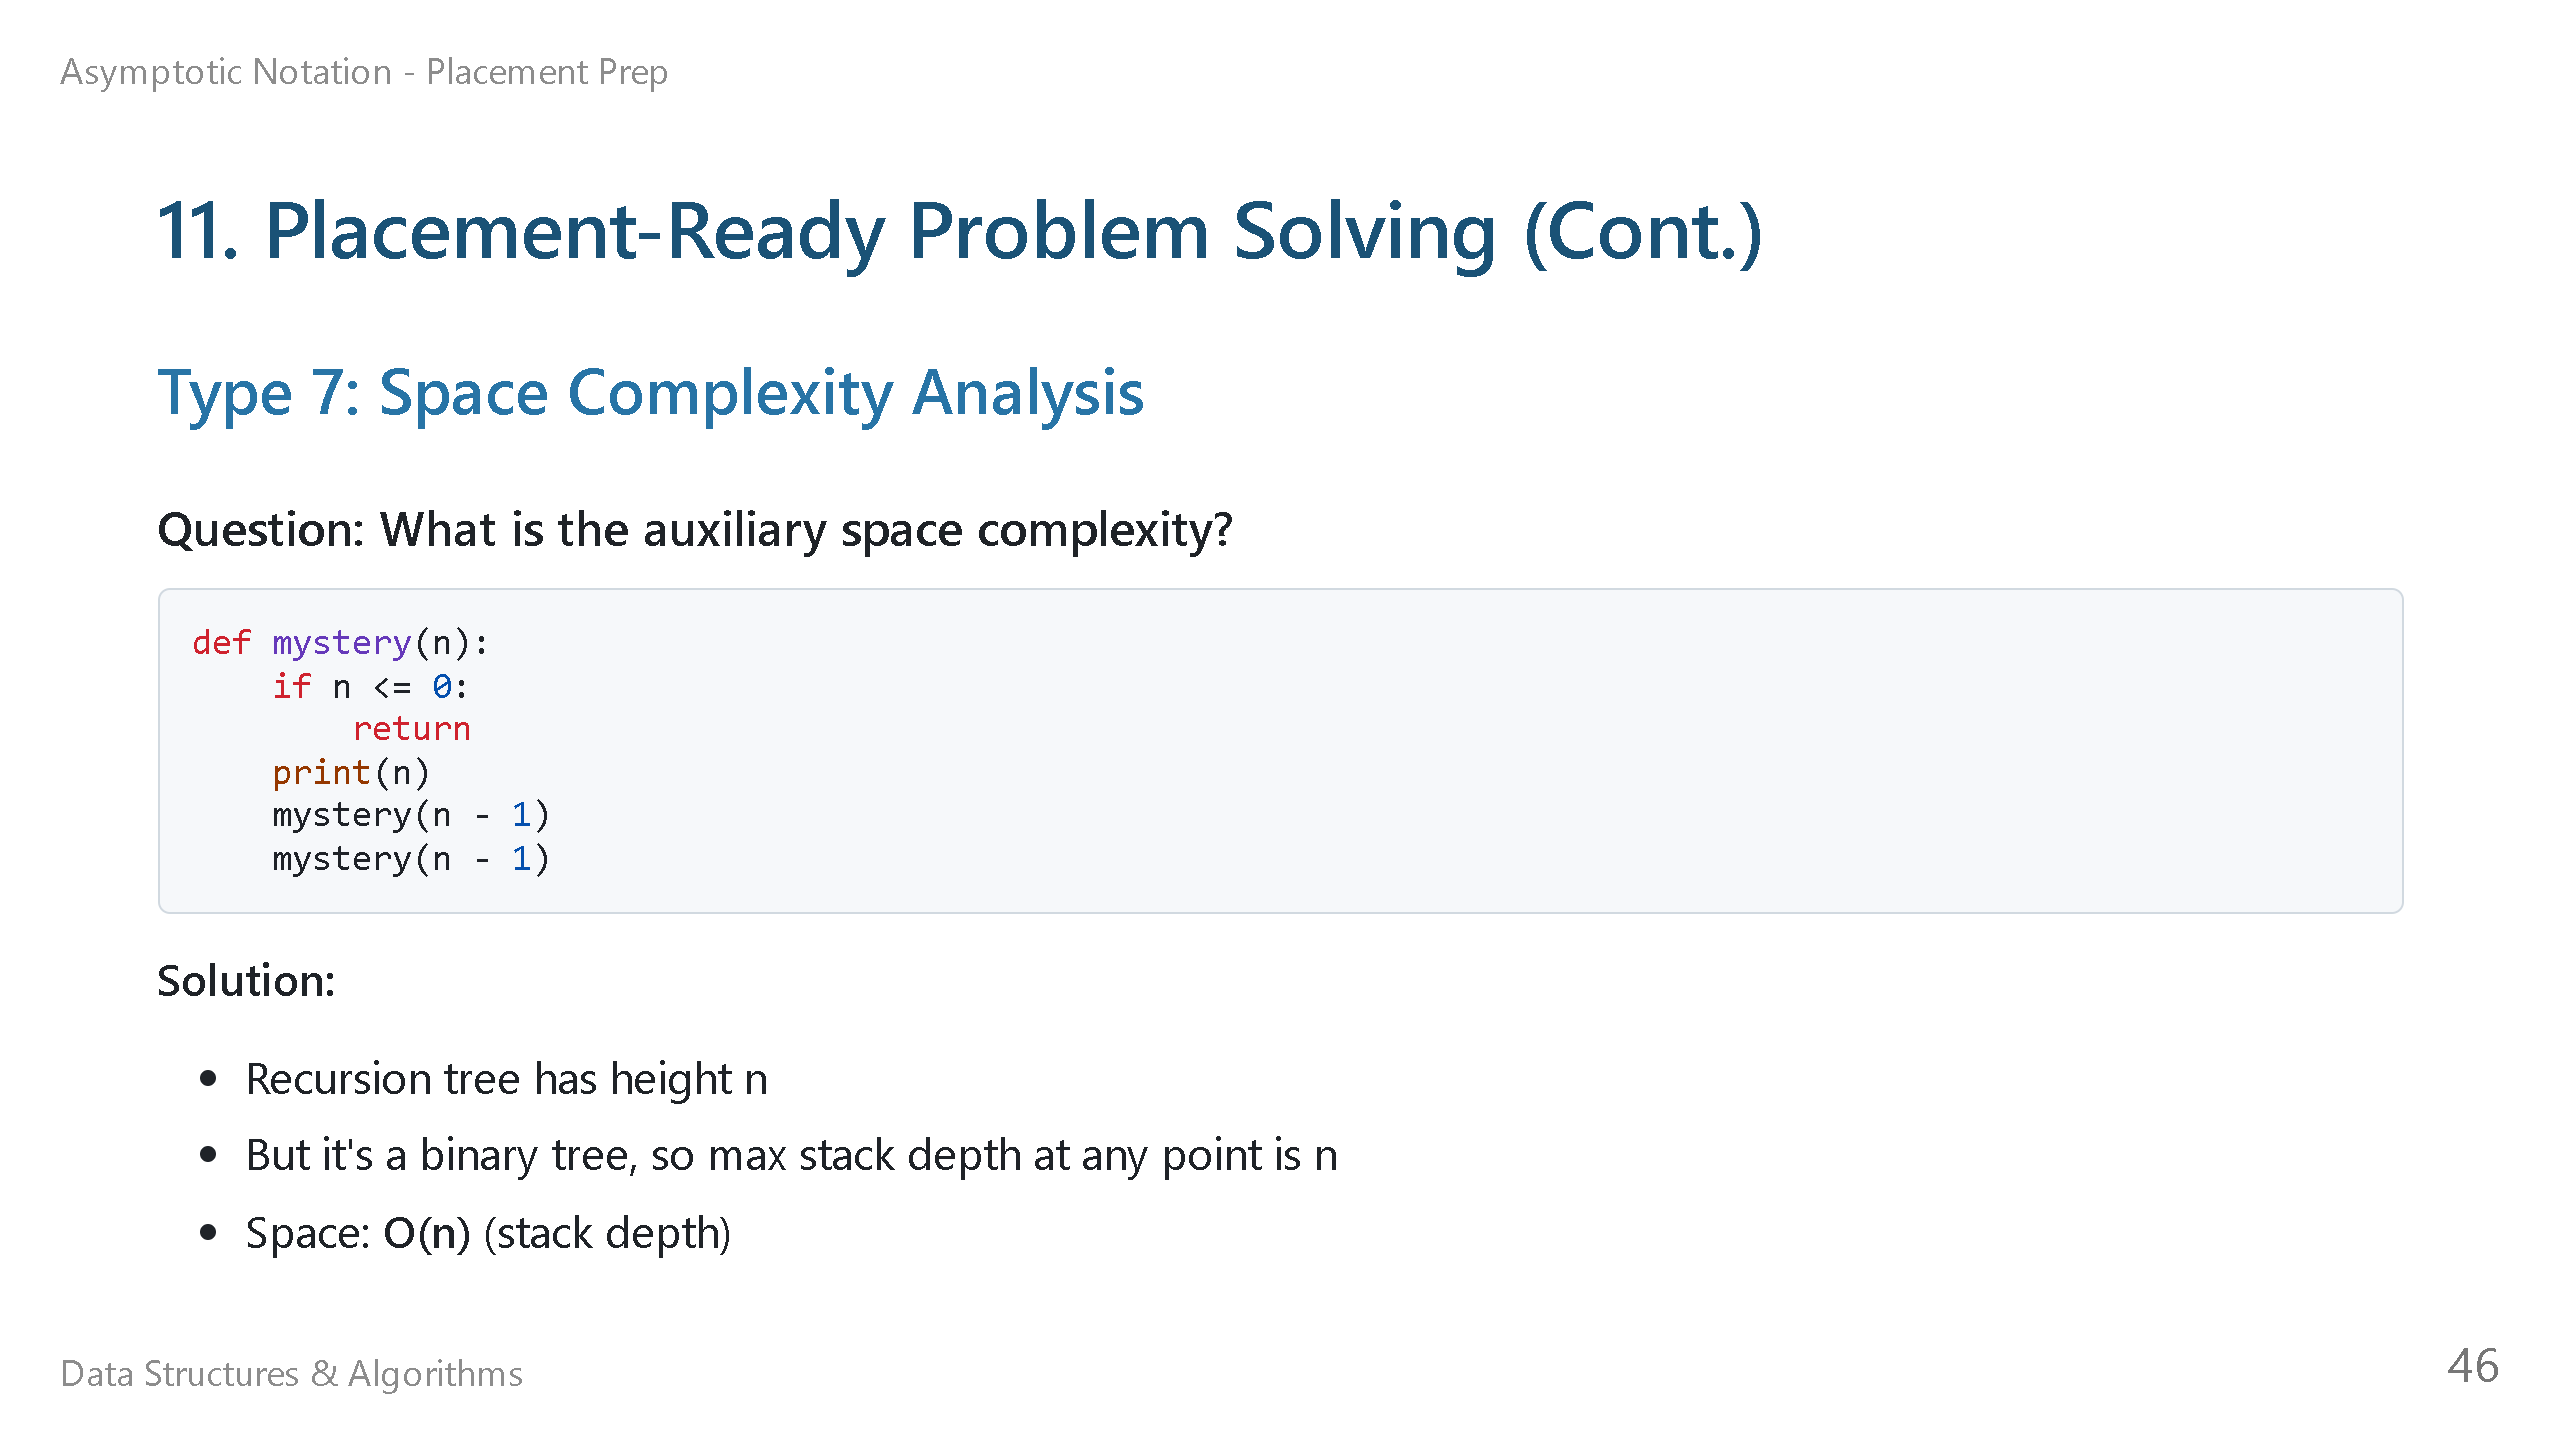 Asymptotic Notation - Placement Prep
11. Placement-Ready Problem Solving (Cont.)
Type 7: Space Complexity Analysis
Question: What is the auxiliary space complexity?
def mystery(n):
    if n <= 0:
        return
    print(n)
    mystery(n - 1)
    mystery(n - 1)
Solution:
• Recursion tree has height n
• But it's a binary tree, so max stack depth at any point is n
• Space: O(n) (stack depth)
Data Structures & Algorithms
46